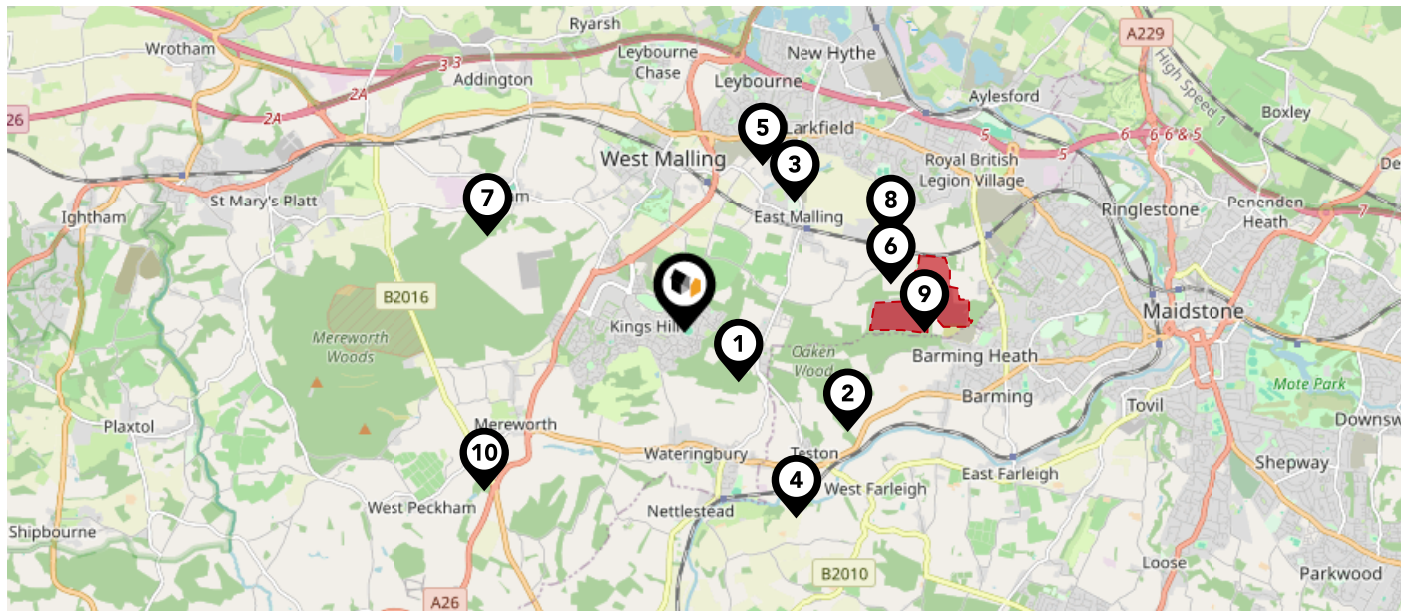 Ryarsh
A229
Wrotham
Leybourne
Chase
New Hythe
3 3
Addington
Leybourne
High Speed 1
2A
Aylesford
Boxley
26
2A
5
Larkfield
5
6
6 6 & 5
5
West Malling
3
Royal British
Legion Village
De
St Mary's Platt
7
am
8
Ightham
East Malling
Ringlestone
Penenden
Heath
7
6
B2016
9
Maidstone
Kings Hill
Mereworth
Woods
1
Oaken
Wood
Barming Heath
Mote Park
2
Barming
Tovil
Plaxtol
Mereworth
Downsw
10
Wateringbury
Teston
Shepway
4
East Farleigh
West Farleigh
West Peckham
Nettlestead
Shipbourne
Loose
B2010
Parkwood
A26